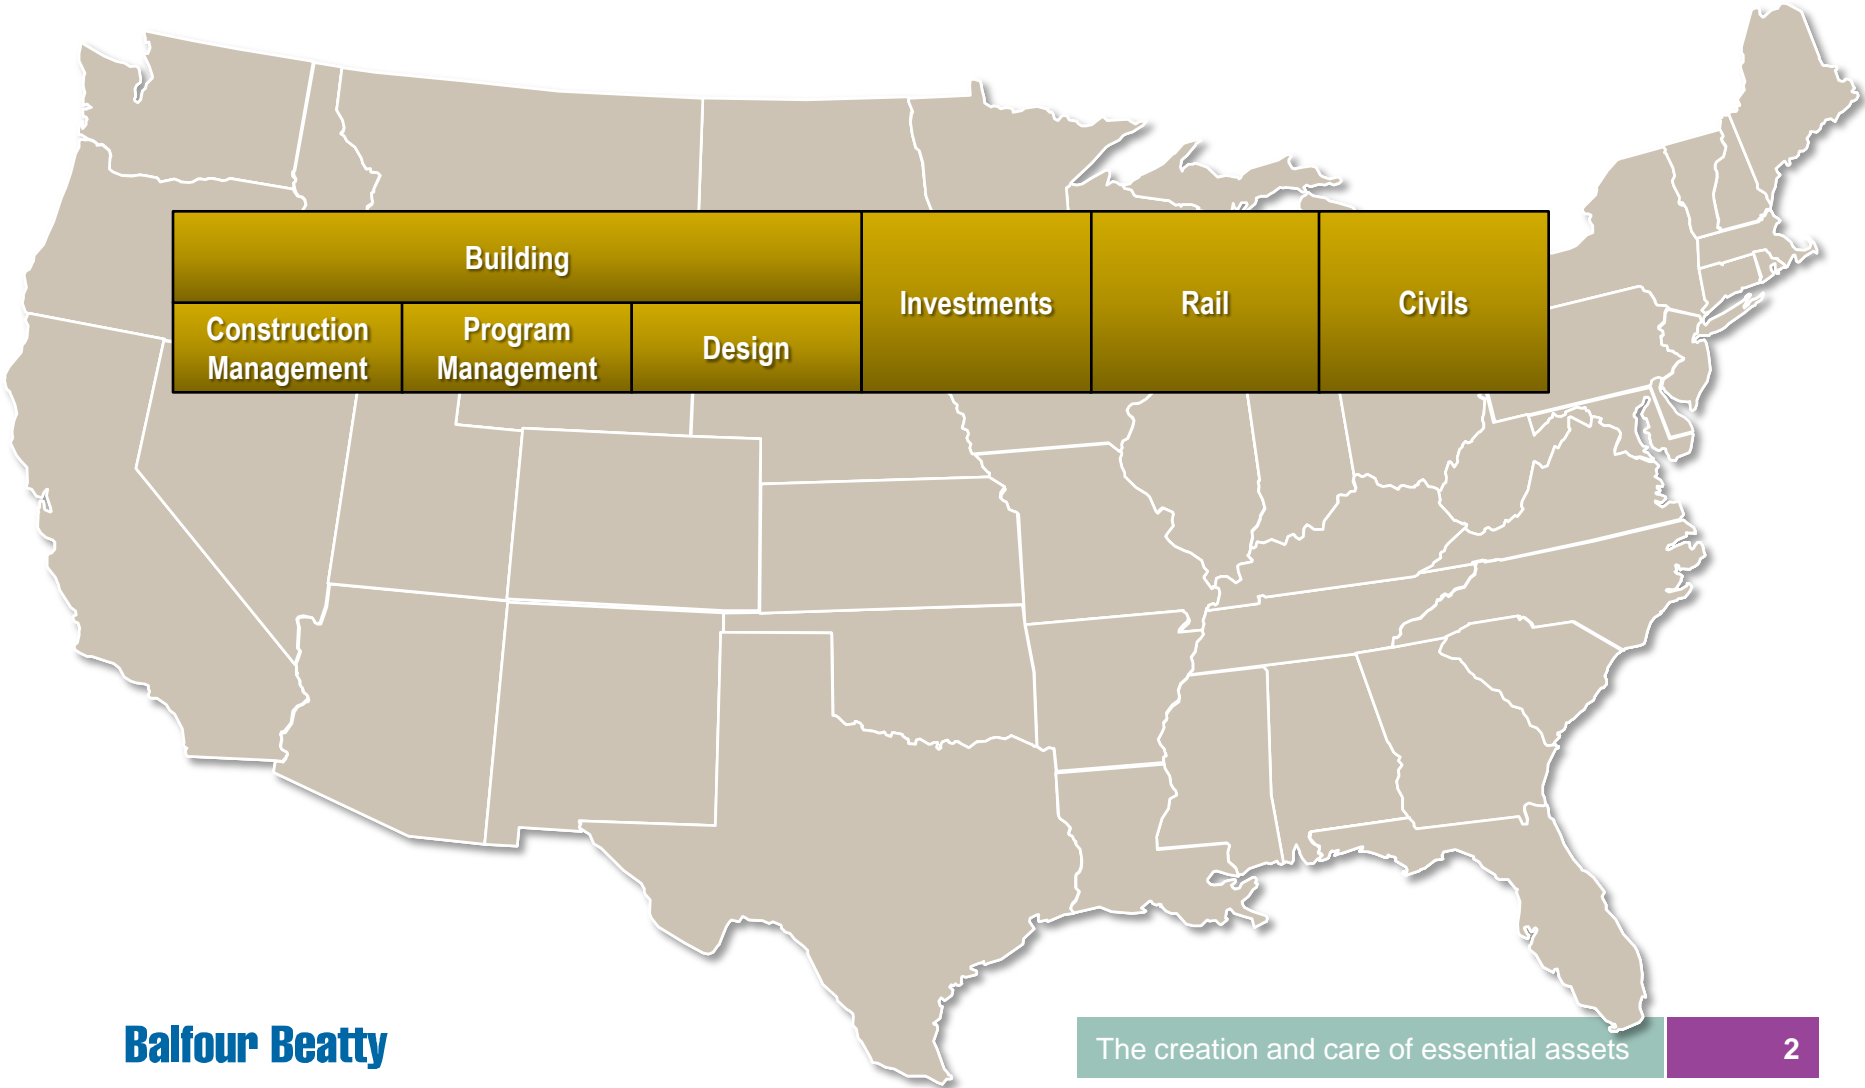 Building
Investments
Rail
Civils
Construction
Management
Program
Management
Design
Balfour Beatty
The creation and care of essential assets
2